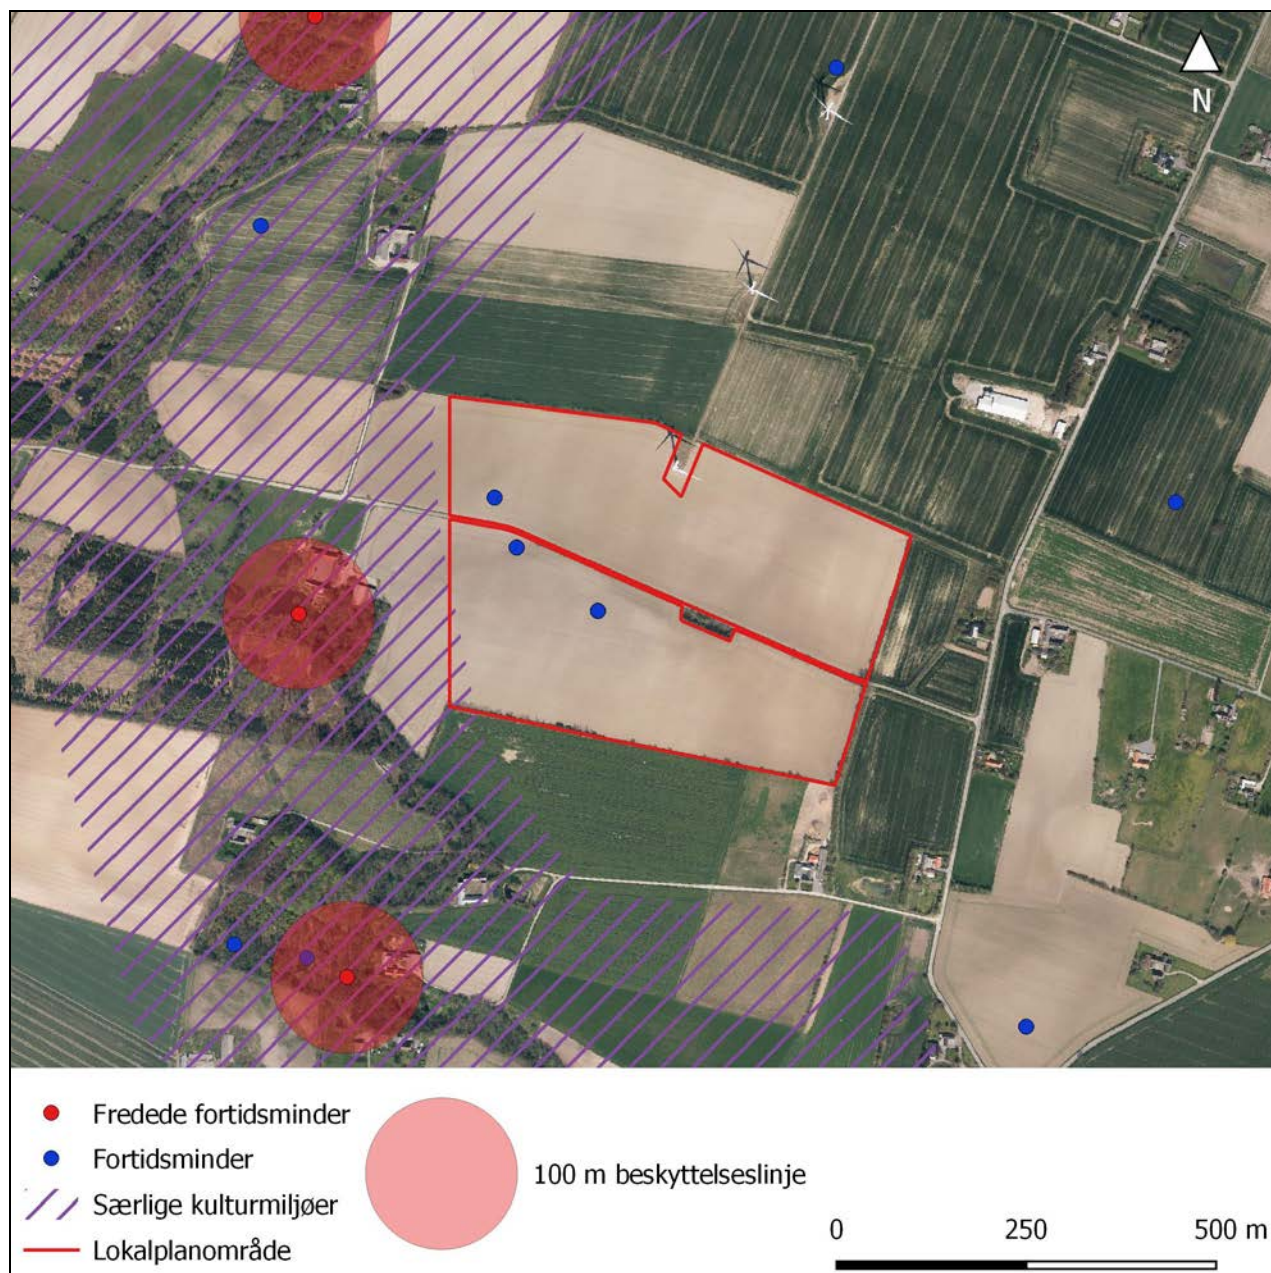 N
Fredede fortidsminder
Fortidsminder
Særlige kulturmiljøer
Lokalplanområde
100 m beskyttelseslinje
0 250 500 m